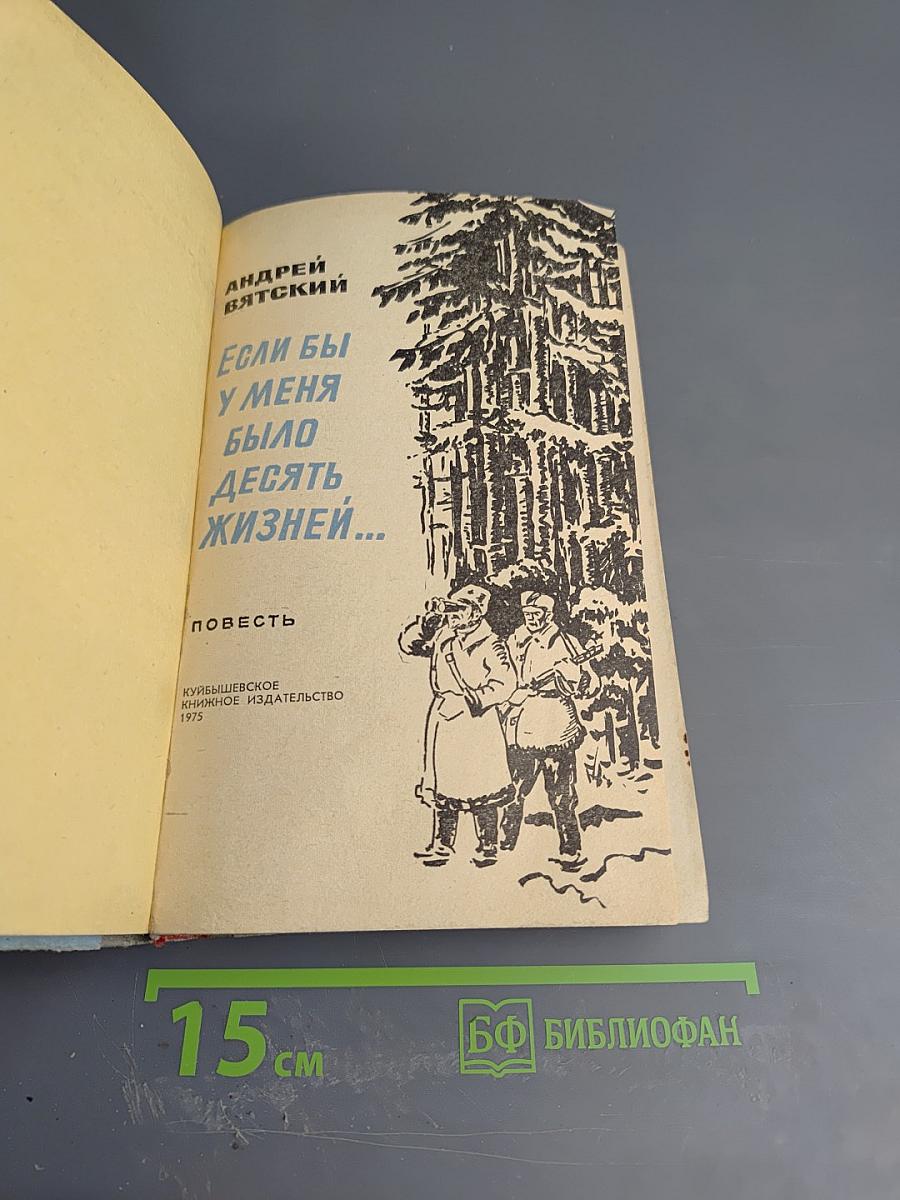 АНДРЕЙ
ВЯТСКИЙ
ЕСЛИ БЫ
У МЕНЯ
БЫЛО
ДЕСЯТЬ
ЖИЗНЕЙ...
ПОВЕСТЬ
КУЙБЫШЕВСКОЕ
КНИЖНОЕ ИЗДАТЕЛЬСТВО
1975
15 см
БФ БИБЛИОФАН